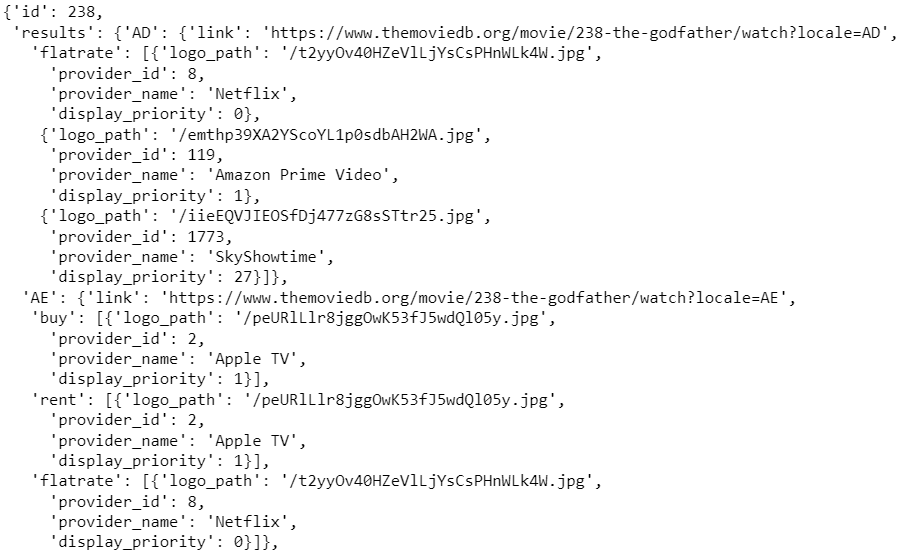 {'id': 238,
 'results': {'AD': {'link': 'https://www.themoviedb.org/movie/238-the-godfather/watch?locale=AD',
   'flatrate': [{'logo_path': '/t2yyOv40HZeVlLjYsCsPHnWLk4W.jpg',
     'provider_id': 8,
     'provider_name': 'Netflix',
     'display_priority': 0},
    {'logo_path': '/emthp39XA2YScoYL1p0sdbAH2WA.jpg',
     'provider_id': 119,
     'provider_name': 'Amazon Prime Video',
     'display_priority': 1},
    {'logo_path': '/iieEQVJIEOSfDj477zG8sSTtr25.jpg',
     'provider_id': 1773,
     'provider_name': 'SkyShowtime',
     'display_priority': 27}]},
  'AE': {'link': 'https://www.themoviedb.org/movie/238-the-godfather/watch?locale=AE',
   'buy': [{'logo_path': '/peURlLlr8jggOwK53fJ5wdQl05y.jpg',
     'provider_id': 2,
     'provider_name': 'Apple TV',
     'display_priority': 1}],
   'rent': [{'logo_path': '/peURlLlr8jggOwK53fJ5wdQl05y.jpg',
     'provider_id': 2,
     'provider_name': 'Apple TV',
     'display_priority': 1}],
   'flatrate': [{'logo_path': '/t2yyOv40HZeVlLjYsCsPHnWLk4W.jpg',
     'provider_id': 8,
     'provider_name': 'Netflix',
     'display_priority': 0}]},